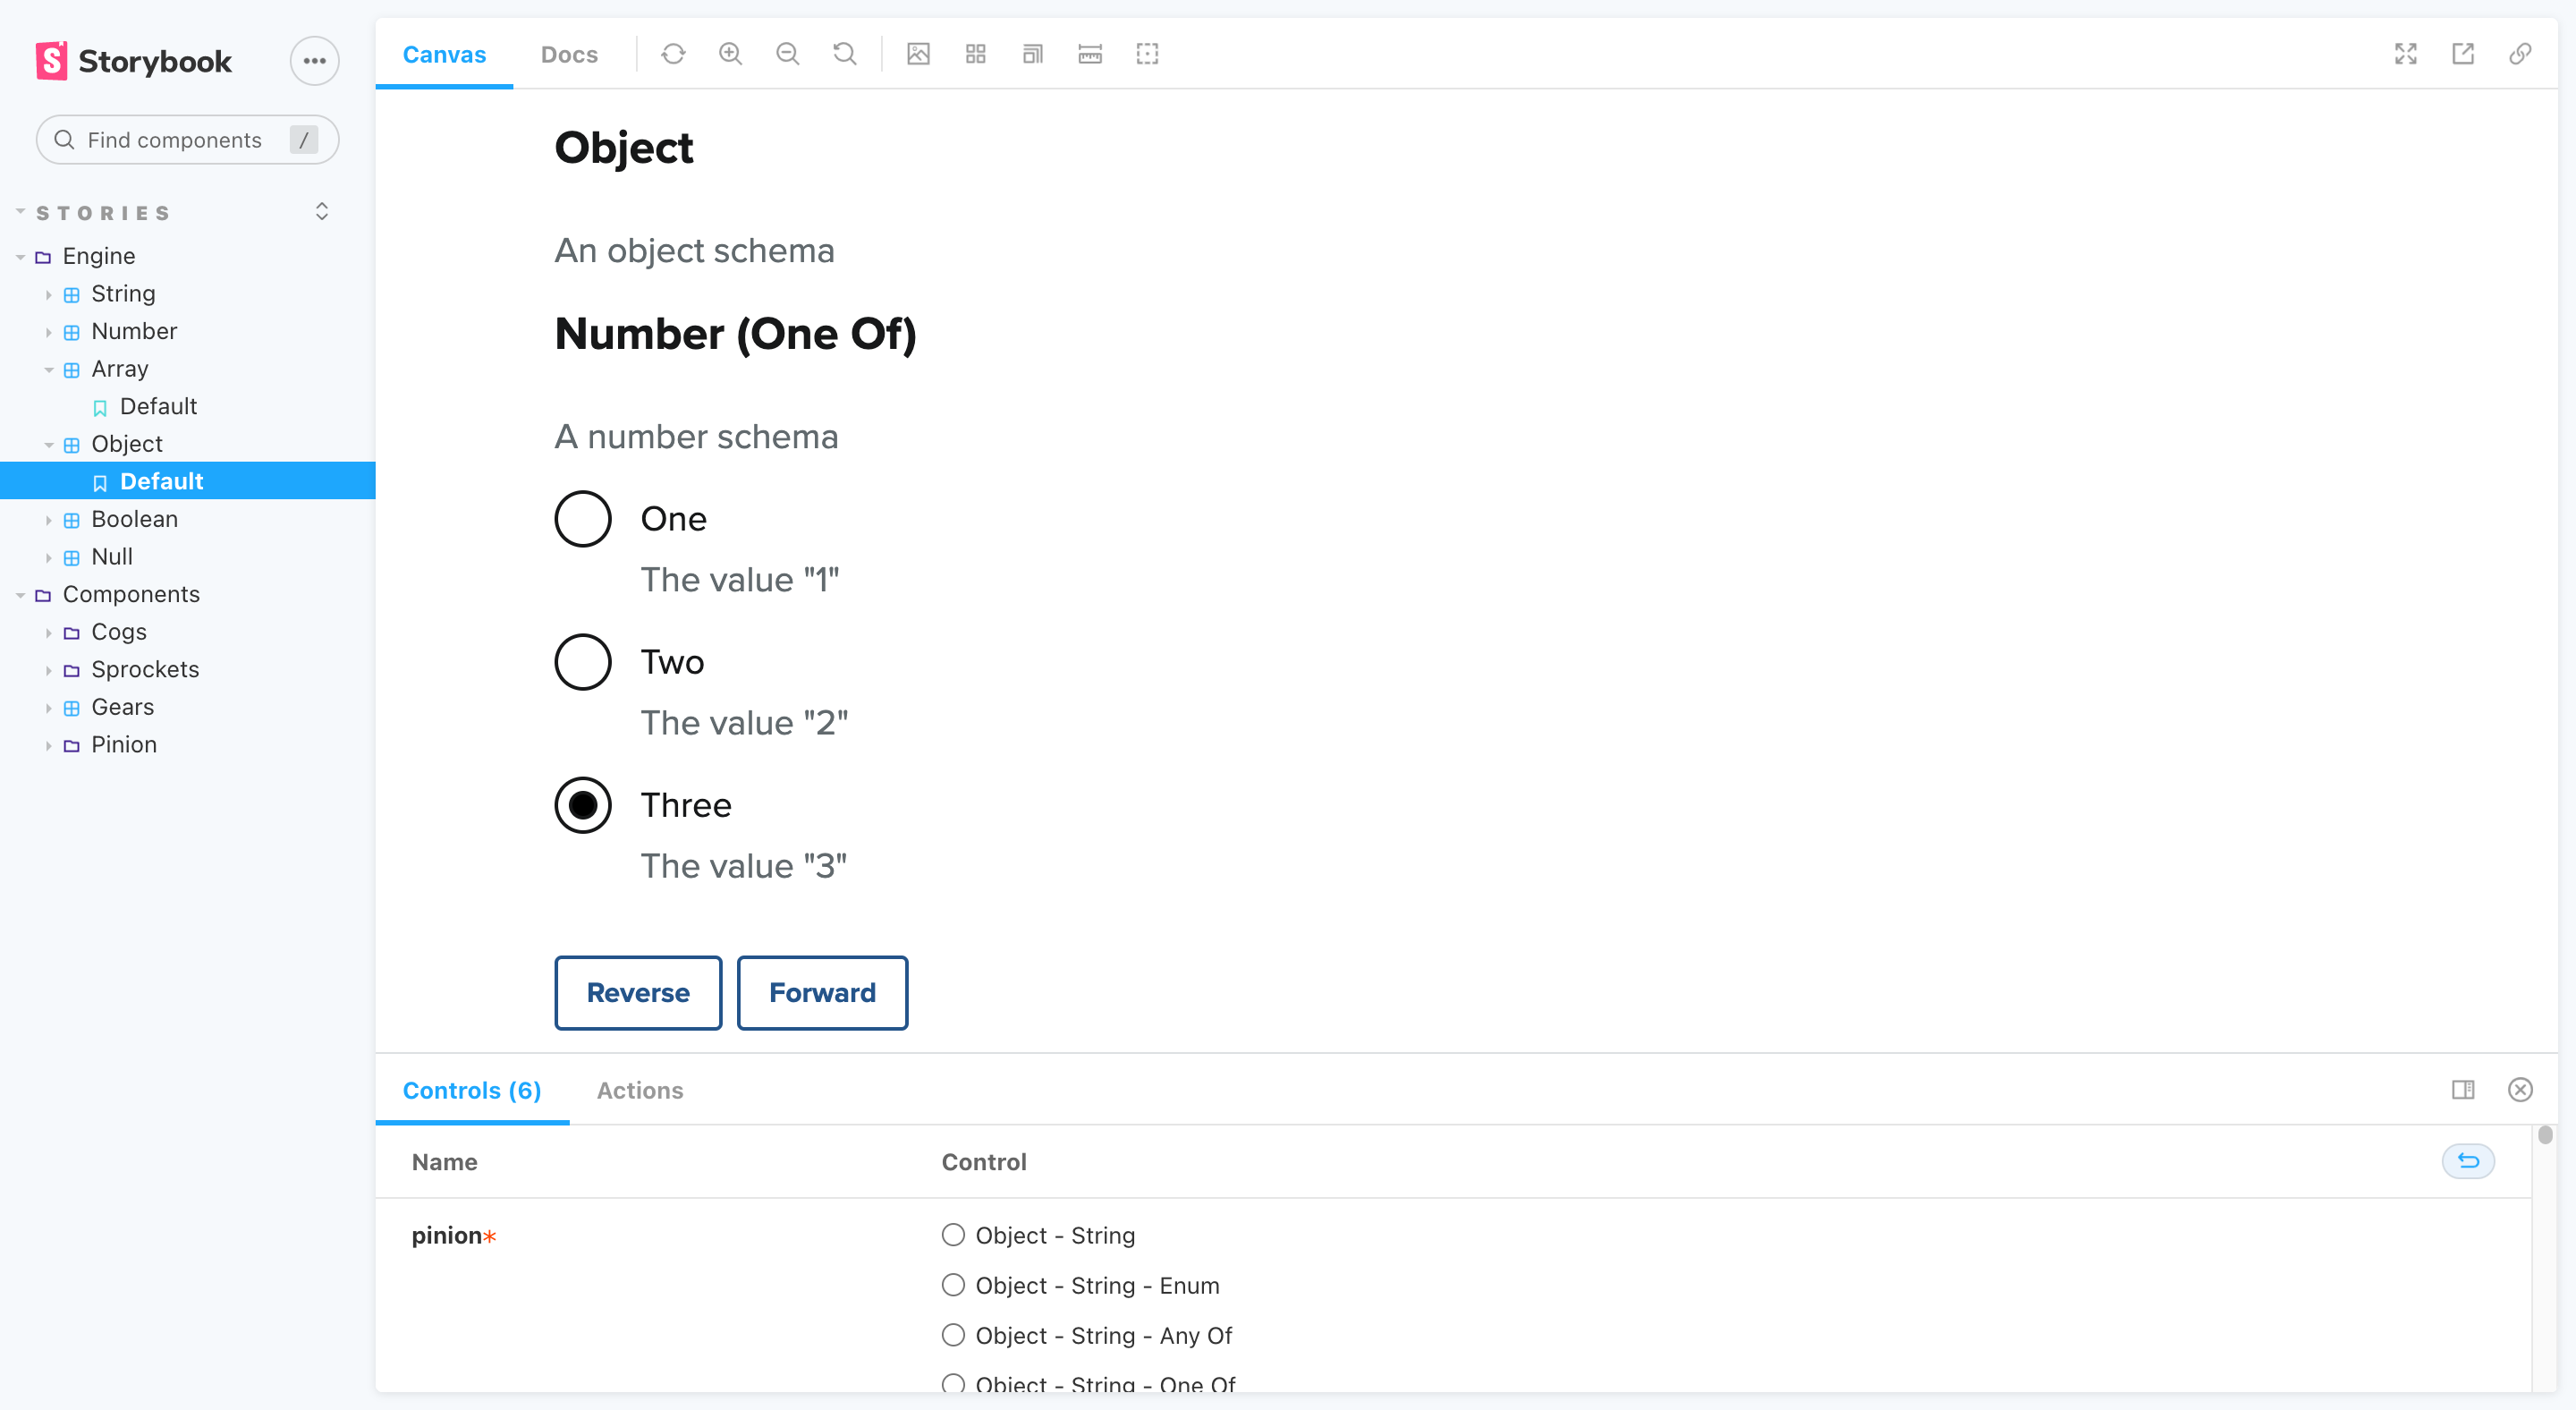 Storybook
Find components /
STORIES
Engine
String
Number
Array
Default
Object
Default
Boolean
Null
Components
Cogs
Sprockets
Gears
Pinion
Canvas Docs
Object
An object schema
Number (One Of)
A number schema
One
The value "1"
Two
The value "2"
Three
The value "3"
Reverse Forward
Controls (6) Actions
Name Control
pinion* Object - String
Object - String - Enum
Object - String - Any Of
Object - String - One Of